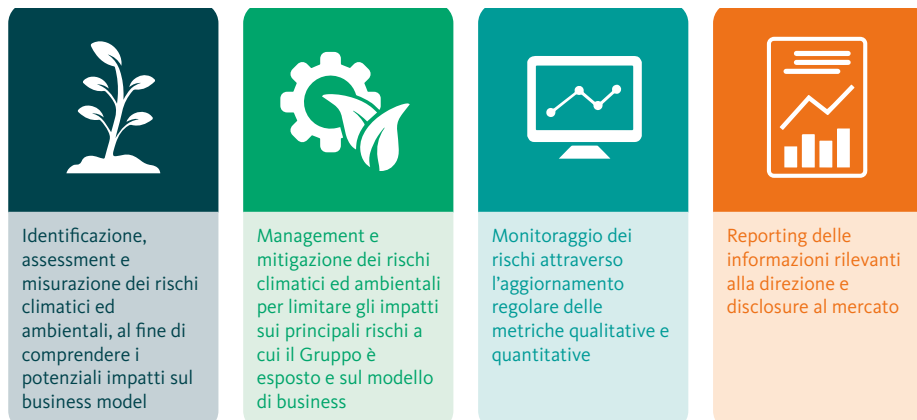 Identificazione,
assessment e
misurazione dei rischi
climatici ed
ambientali, al fine di
comprendere i
potenziali impatti sul
business model
Management e
mitigazione dei rischi
climatici ed ambientali
per limitare gli impatti
sui principali rischi a
cui il Gruppo è
esposto e sul modello
di business
Monitoraggio dei
rischi attraverso
l’aggiornamento
regolare delle
metriche qualitative e
quantitative
Reporting delle
informazioni rilevanti
alla direzione e
disclosure al mercato